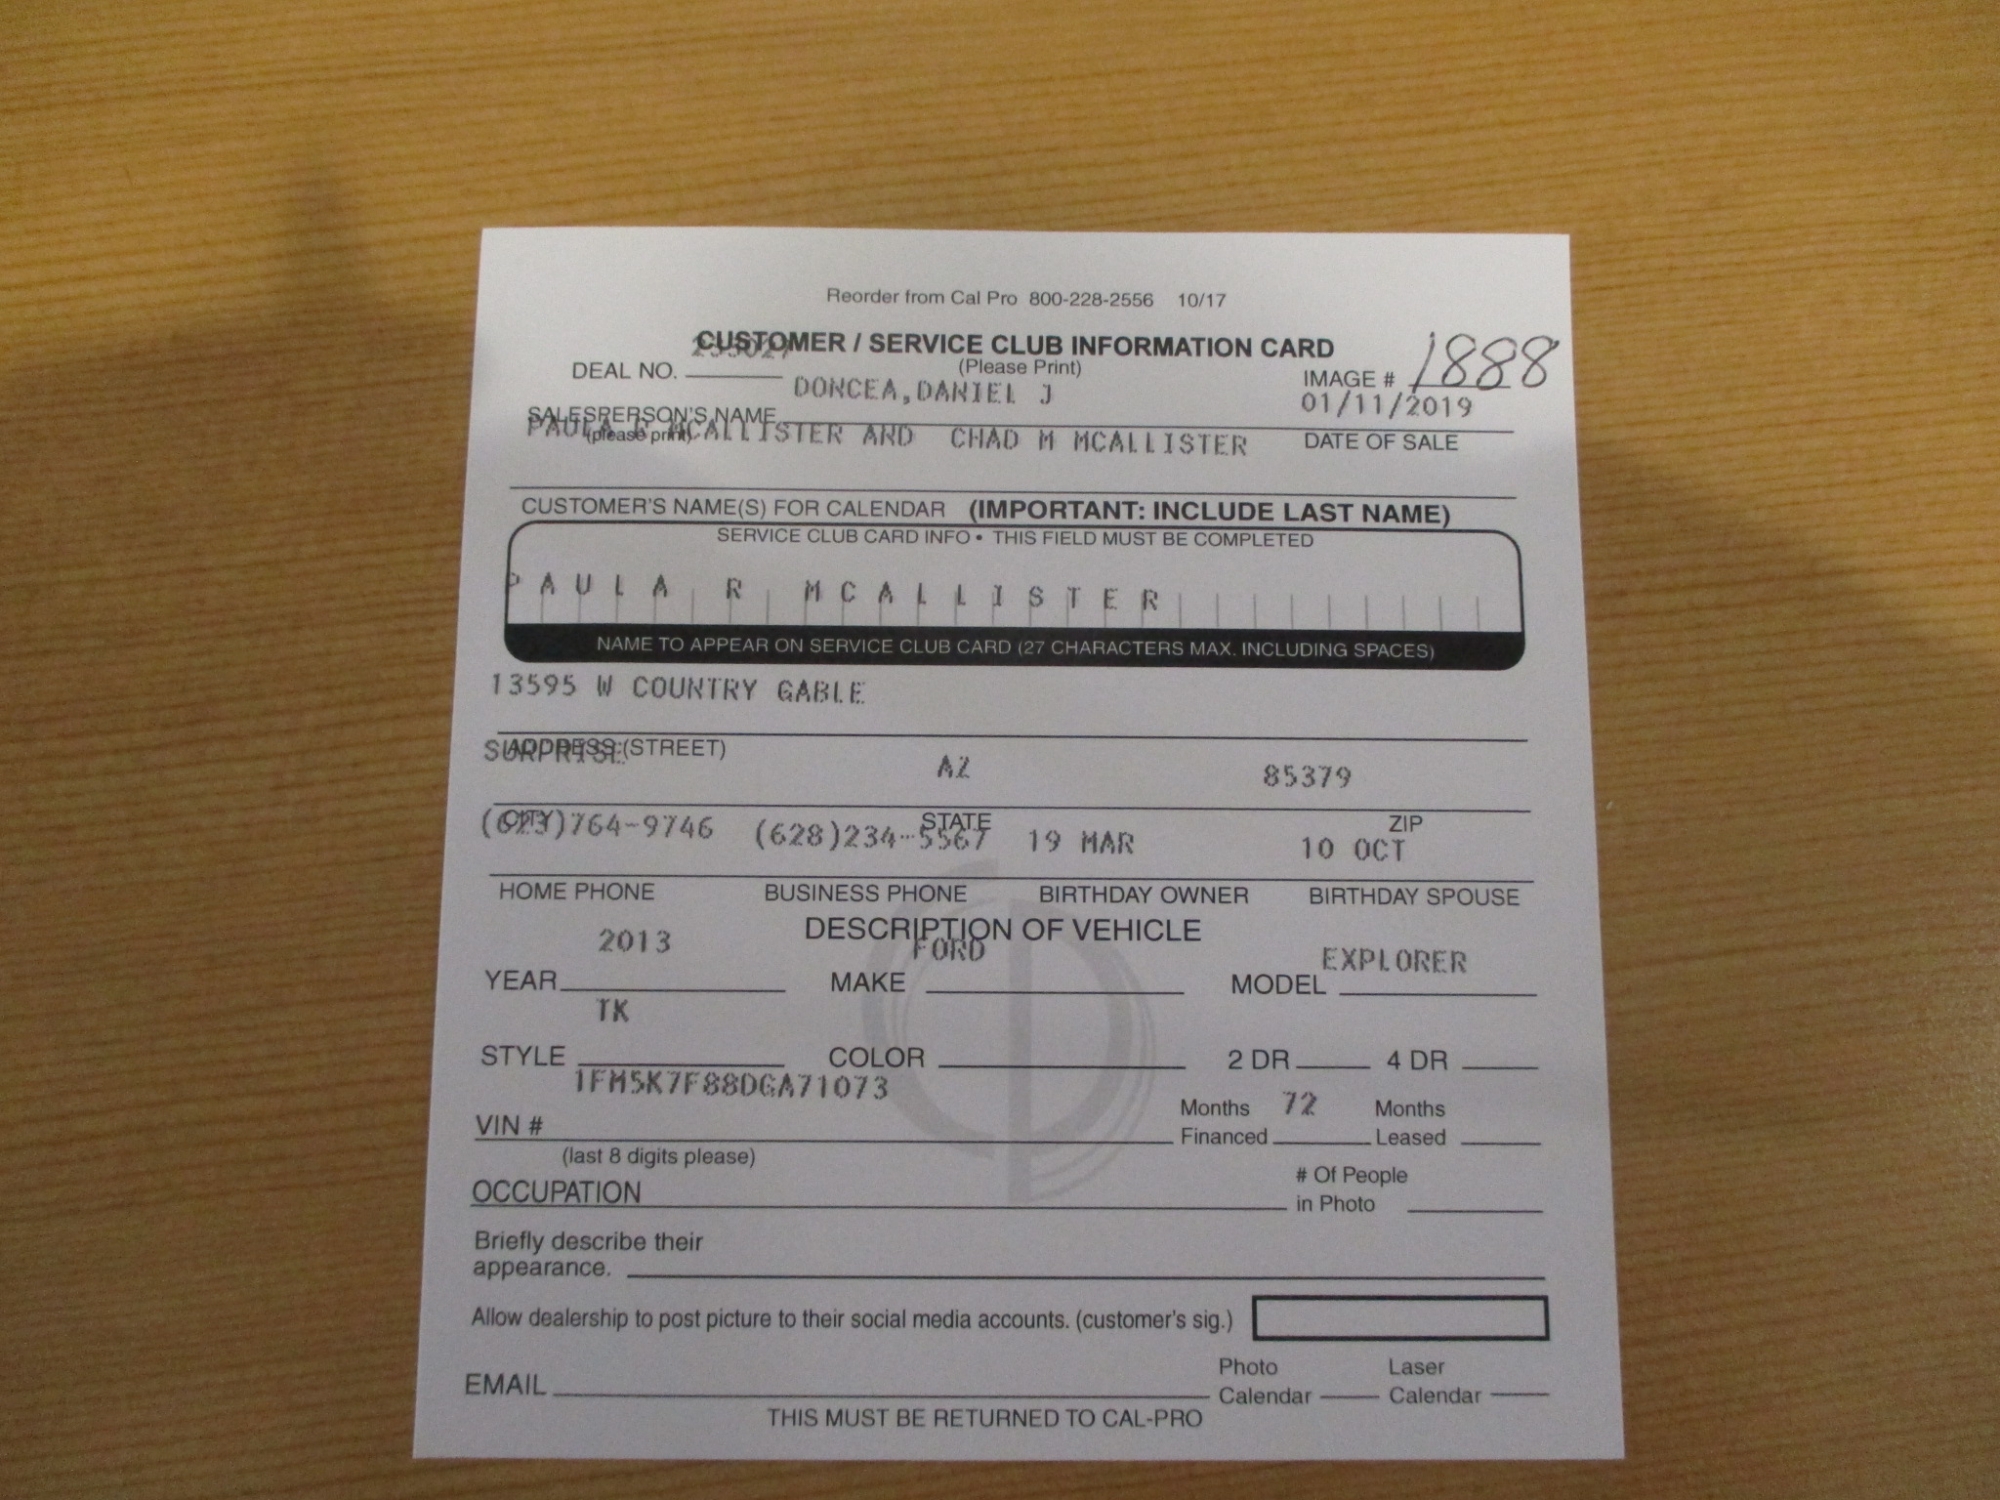 Reorder from Cal Pro 800-228-2556 10/17
CUSTOMER / SERVICE CLUB INFORMATION CARD
(Please Print)
DEAL NO.
IMAGE # 1888
DONCEA,DANIEL J
01/11/2019
SALESPERSON'S NAME
(please print)
DATE OF SALE
PAULA R MCALLISTER AND CHAD M MCALLISTER
CUSTOMER'S NAME(S) FOR CALENDAR (IMPORTANT: INCLUDE LAST NAME)
SERVICE CLUB CARD INFO • THIS FIELD MUST BE COMPLETED
PAULA R MCALLISTER
NAME TO APPEAR ON SERVICE CLUB CARD (27 CHARACTERS MAX. INCLUDING SPACES)
13595 W COUNTRY GABLE
ADDRESS (STREET)
SURPRISE AZ 85379
CITY STATE ZIP
(623)764-9746 (628)234-5567 19 MAR 10 OCT
HOME PHONE BUSINESS PHONE BIRTHDAY OWNER BIRTHDAY SPOUSE
DESCRIPTION OF VEHICLE
2013 FORD EXPLORER
YEAR MAKE MODEL
TK
STYLE COLOR 2 DR 4 DR
1FM5K7F88DGA71073
VIN #
(last 8 digits please)
Months Financed 72
Months Leased
OCCUPATION
# Of People
in Photo
Briefly describe their
appearance.
Allow dealership to post picture to their social media accounts. (customer's sig.)
EMAIL
Photo Calendar
Laser Calendar
THIS MUST BE RETURNED TO CAL-PRO